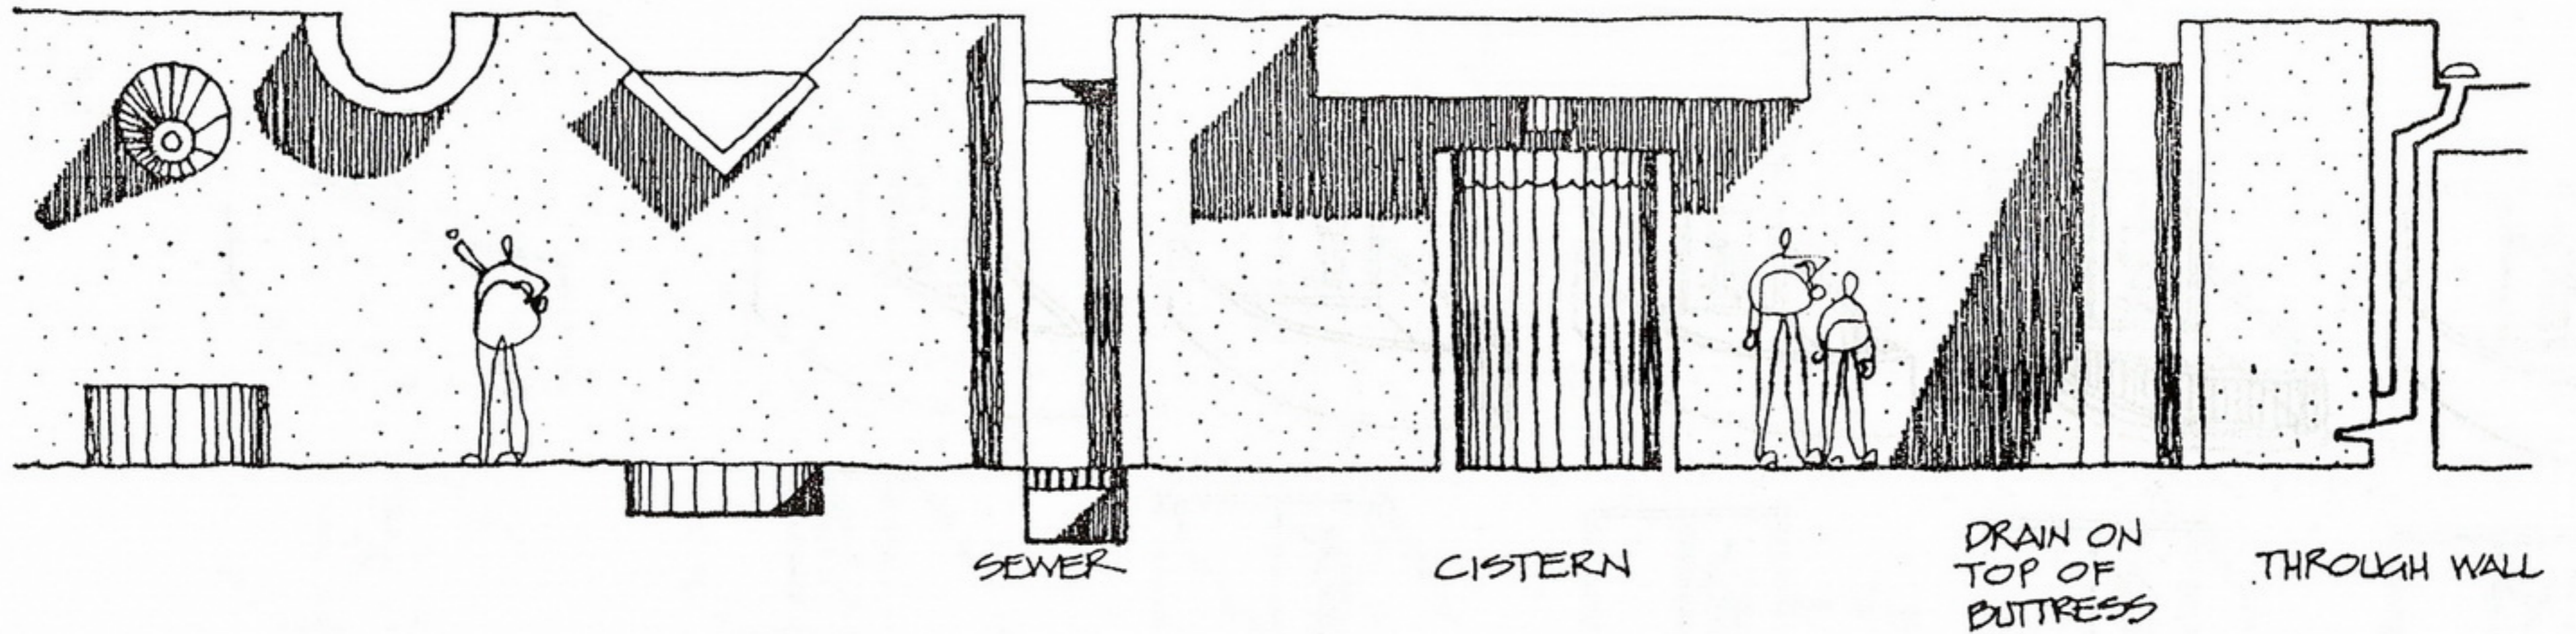 SEWER
CISTERN
DRAIN ON
TOP OF
BUTTRESS
THROUGH WALL